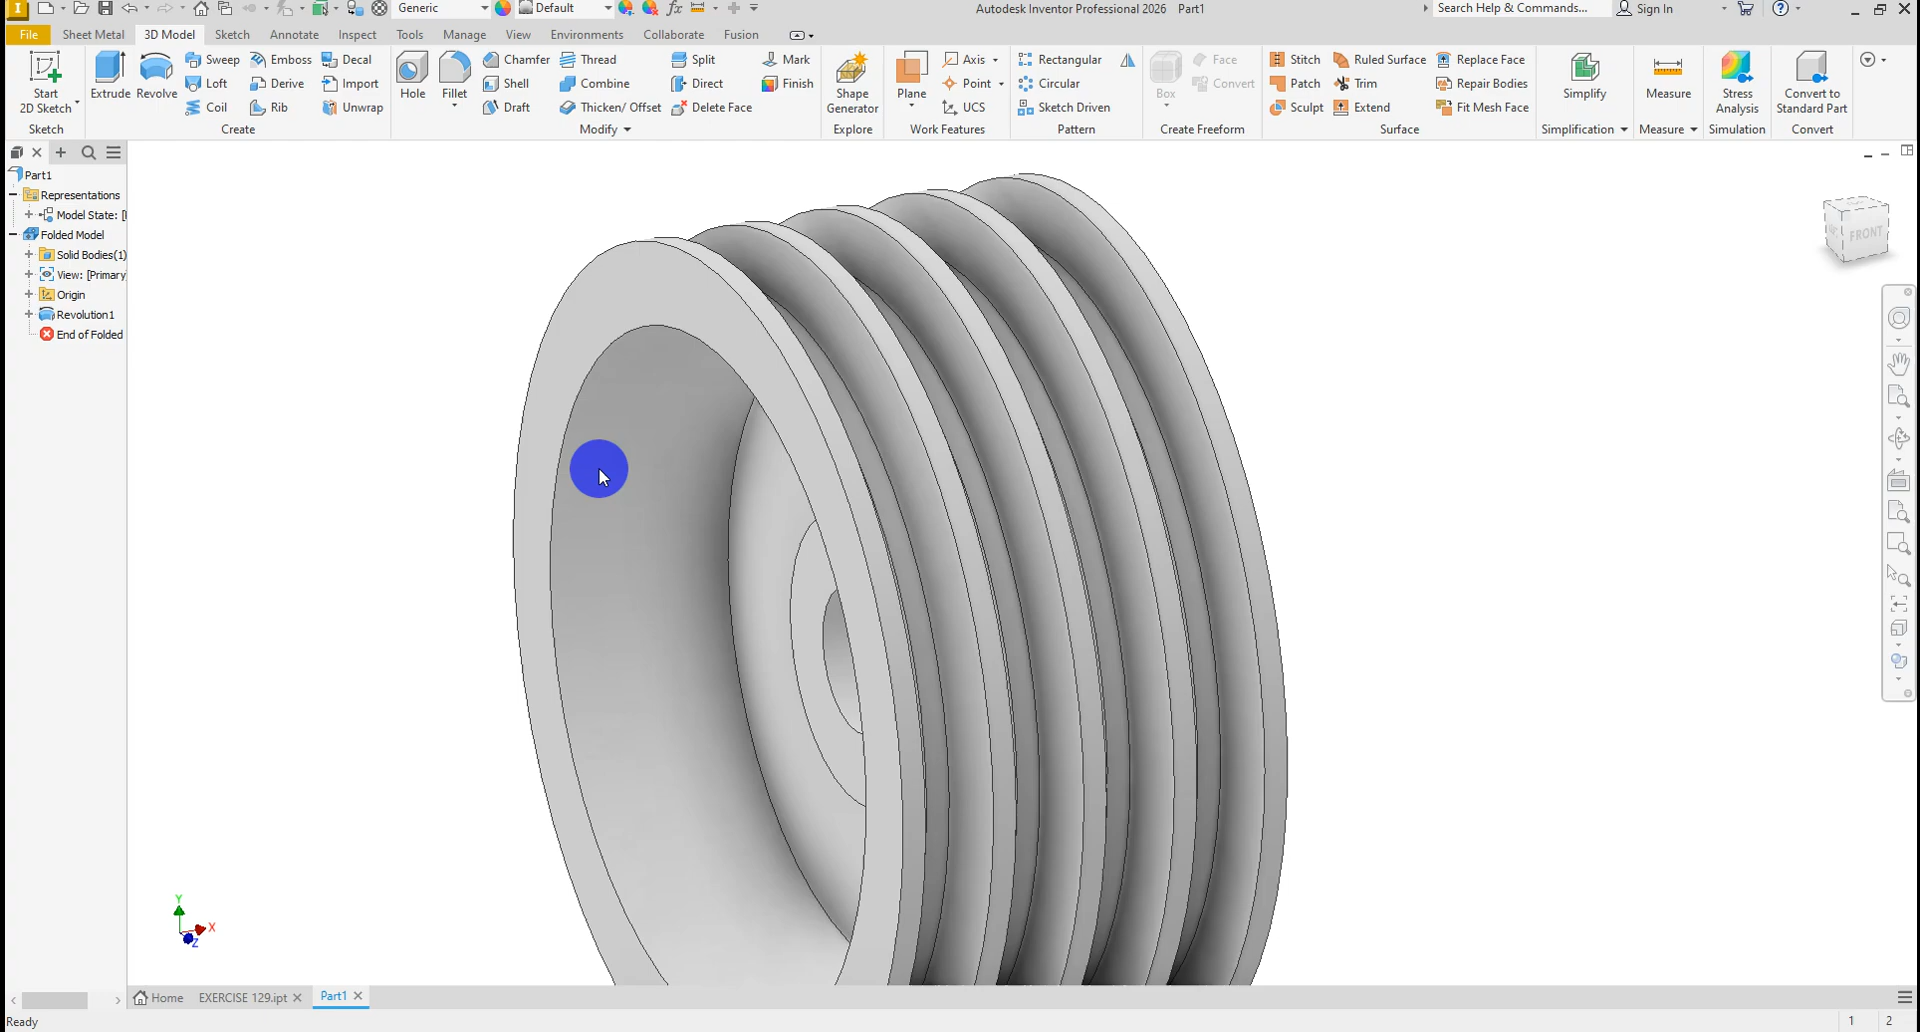 Generic
Default
fx
Autodesk Inventor Professional 2026 Part1
Search Help & Commands...
Sign In
File Sheet Metal 3D Model Sketch Annotate Inspect Tools Manage View Environments Collaborate Fusion
Start
2D Sketch
Sketch
Extrude
Revolve
Sweep
Emboss
Decal
Loft
Derive
Import
Coil
Rib
Unwrap
Create
Hole
Fillet
Chamfer
Thread
Split
Mark
Shell
Combine
Direct
Finish
Draft
Thicken/ Offset
Delete Face
Modify
Shape
Generator
Explore
Plane
Axis
Point
UCS
Work Features
Rectangular
Circular
Sketch Driven
Pattern
Box
Face
Convert
Create Freeform
Stitch
Ruled Surface
Replace Face
Patch
Trim
Repair Bodies
Sculpt
Extend
Fit Mesh Face
Surface
Simplify
Simplification
Measure
Measure
Stress
Analysis
Simulation
Convert to
Standard Part
Convert
Part1
Representations
Model State: [
Folded Model
Solid Bodies(1)
View: [Primary
Origin
Revolution1
End of Folded
FRONT
Y
X
Z
Home
EXERCISE 129.ipt
Part1
Ready
1 2